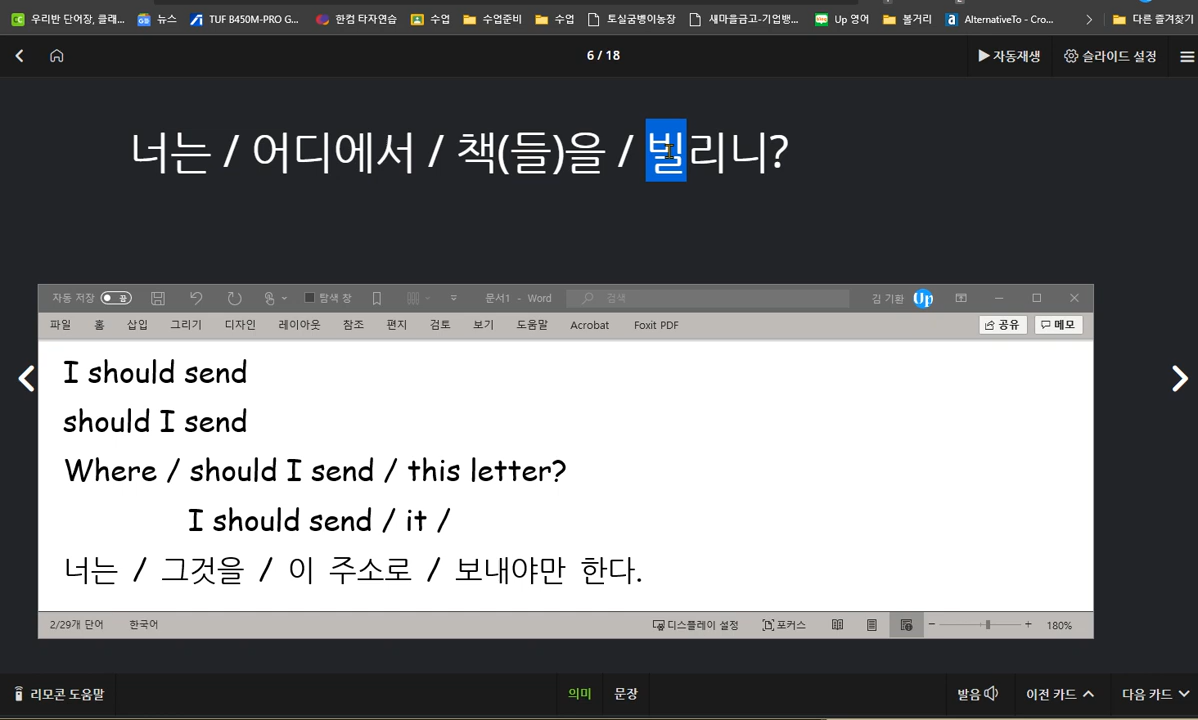 우리반 단어장, 클래... 뉴스 TUF B450M-PRO G... 한컴 타자연습 수업 수업준비 수업 토실굼벵이농장 새마을금고-기업뱅... Up 영어 볼거리 AlternativeTo - Cro... 다른 즐겨찾기
6 / 18 자동재생 슬라이드 설정
너는 / 어디에서 / 책(들)을 / 빌리니?
자동 저장 끔 탐색 창 문서1 - Word 검색 김 기환 Up
파일 홈 삽입 그리기 디자인 레이아웃 참조 편지 검토 보기 도움말 Acrobat Foxit PDF 공유 메모
I should send
should I send
Where / should I send / this letter?
I should send / it /
너는 / 그것을 / 이 주소로 / 보내야만 한다.
2/29개 단어 한국어 디스플레이 설정 포커스 180%
리모콘 도움말 의미 문장 발음 이전 카드 다음 카드